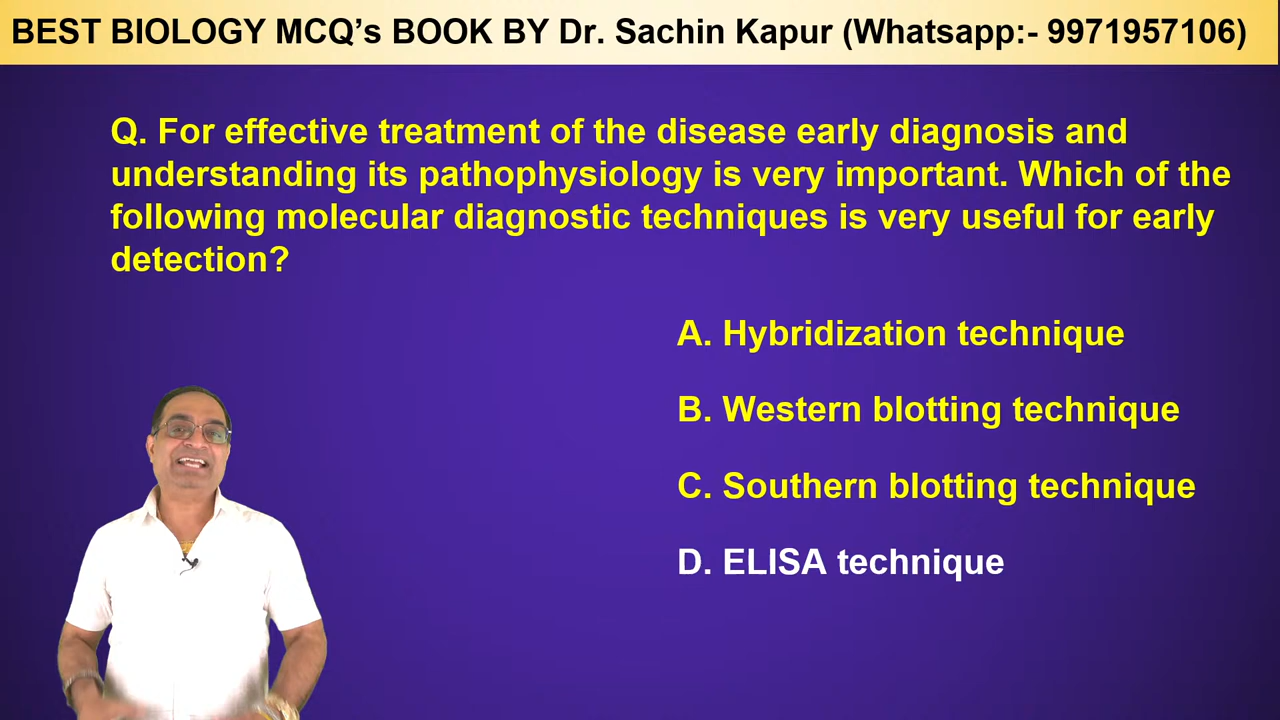 BEST BIOLOGY MCQ’s BOOK BY Dr. Sachin Kapur (Whatsapp:- 9971957106)
Q. For effective treatment of the disease early diagnosis and
understanding its pathophysiology is very important. Which of the
following molecular diagnostic techniques is very useful for early
detection?
A. Hybridization technique
B. Western blotting technique
C. Southern blotting technique
D. ELISA technique